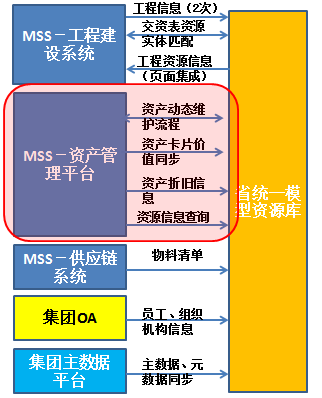 工程信息（2次）
MSS－工程建
设系统
交资表资源
实体匹配
工程资源信息
（页面集成）
MSS－资产管
理平台
资产动态维
护流程
资产卡片价
值同步
资产折旧信
息
资源信息查询
省统一模
型资源库
MSS－供应链
系统
物料清单
集团OA
员工、组织
机构信息
集团主数据
平台
主数据、元
数据同步